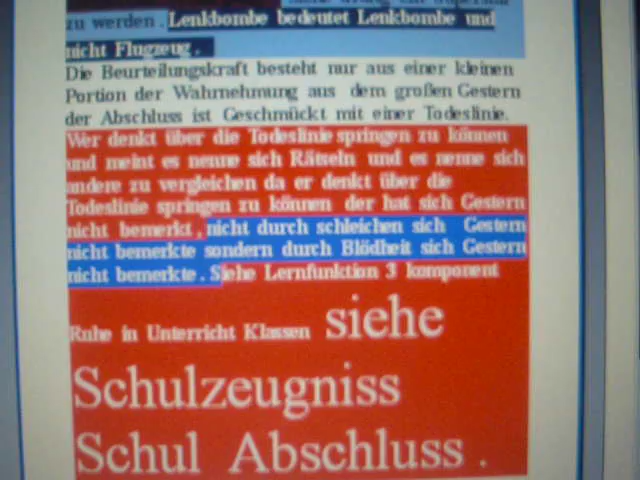 zu werden . Lenkbombe bedeutet Lenkbombe und
nicht Flugzeug .
Die Beurteilungskraft besteht nur aus einer kleinen
Portion der Wahrnehmung aus dem großen Gestern
der Abschluss ist Geschmückt mit einer Todeslinie.
Wer denkt über die Todeslinie springen zu können
und meint es nenne sich Rätseln und es nenne sich
andere zu vergleichen da er denkt über die
Todeslinie springen zu können der hat sich Gestern
nicht bemerkt , nicht durch schleichen sich Gestern
nicht bemerkte sondern durch Blödheit sich Gestern
nicht bemerkte . Siehe Lernfunktion 3 komponent
Ruhe in Unterricht Klassen siehe
Schulzeugniss
Schul Abschluss .